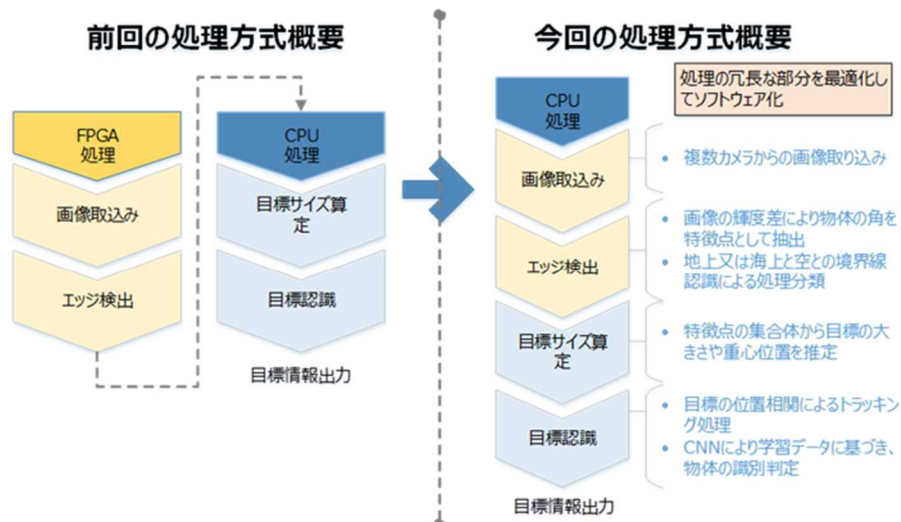 前回の処理方式概要
FPGA
処理
画像取込み
エッジ検出
CPU
処理
目標サイズ算
定
目標認識
目標情報出力
今回の処理方式概要
処理の冗長な部分を最適化し
てソフトウェア化
CPU
処理
画像取込み
• 複数カメラからの画像取り込み
エッジ検出
• 画像の輝度差により物体の角を
特徴点として抽出
• 地上又は海上と空との境界線
認識による処理分類
目標サイズ算
定
• 特徴点の集合体から目標の大
きさや重心位置を推定
目標認識
• 目標の位置相関によるトラッキン
グ処理
• CNNにより学習データに基づき、
物体の識別判定
目標情報出力